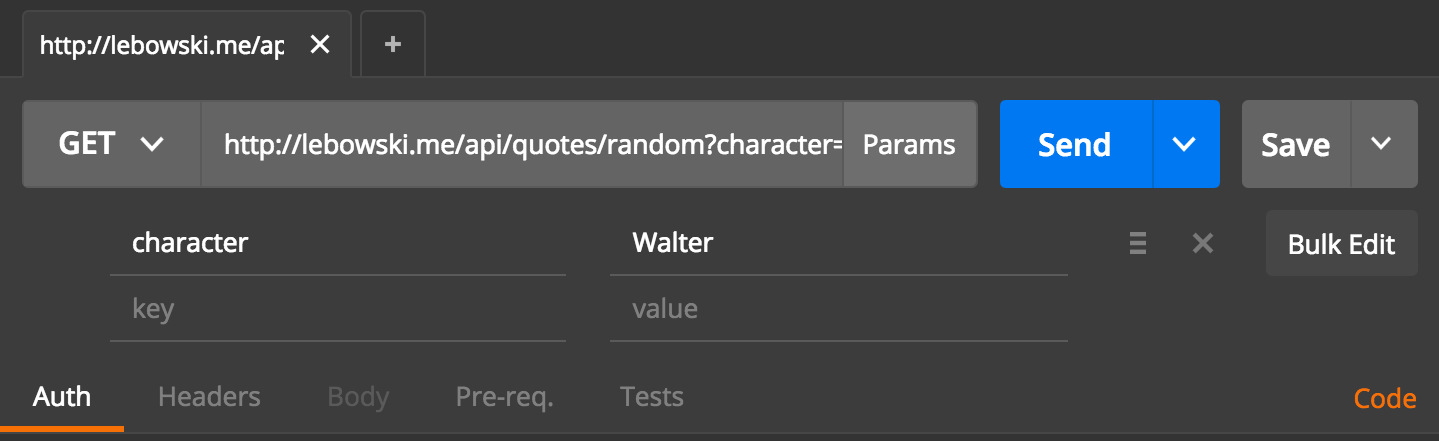 http://lebowski.me/ap
GET http://lebowski.me/api/quotes/random?character= Params Send Save
character Walter Bulk Edit
key value
Auth Headers Body Pre-req. Tests Code